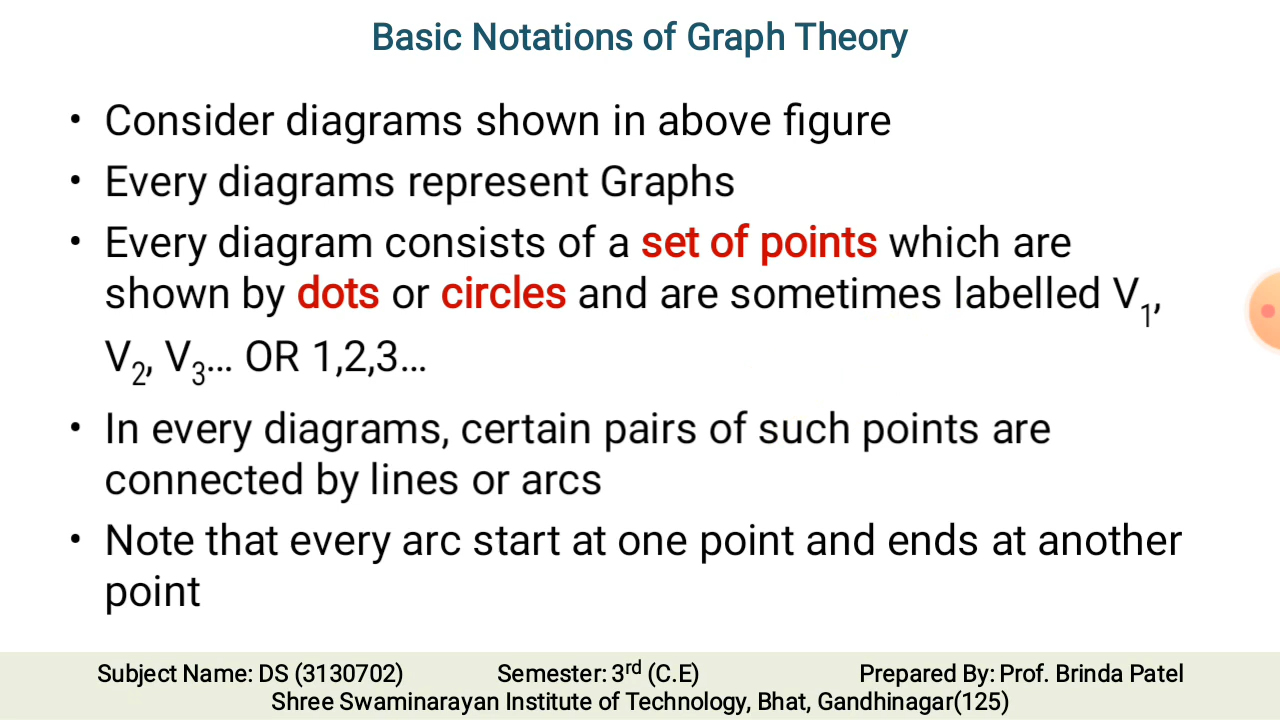 Basic Notations of Graph Theory
• Consider diagrams shown in above figure
• Every diagrams represent Graphs
• Every diagram consists of a set of points which are
shown by dots or circles and are sometimes labelled V1,
V2, V3... OR 1,2,3...
• In every diagrams, certain pairs of such points are
connected by lines or arcs
• Note that every arc start at one point and ends at another
point
Subject Name: DS (3130702) Semester: 3rd (C.E) Prepared By: Prof. Brinda Patel
Shree Swaminarayan Institute of Technology, Bhat, Gandhinagar(125)